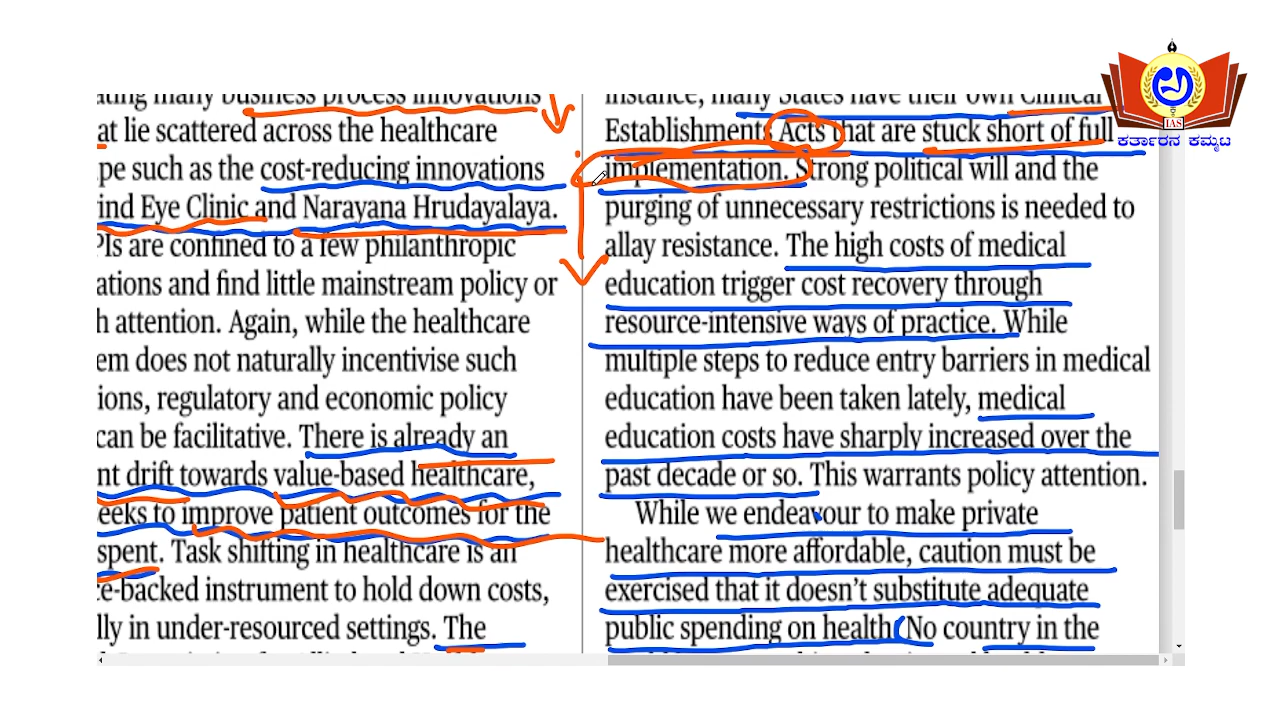 ating many business process innovations
at lie scattered across the healthcare
pe such as the cost-reducing innovations
ind Eye Clinic and Narayana Hrudayalaya.
PIs are confined to a few philanthropic
ations and find little mainstream policy or
h attention. Again, while the healthcare
em does not naturally incentivise such
ions, regulatory and economic policy
can be facilitative. There is already an
nt drift towards value-based healthcare,
eeks to improve patient outcomes for the
spent. Task shifting in healthcare is an
e-backed instrument to hold down costs,
lly in under-resourced settings. The
instance, many States have their own Clinical
Establishments Acts that are stuck short of full
implementation. Strong political will and the
purging of unnecessary restrictions is needed to
allay resistance. The high costs of medical
education trigger cost recovery through
resource-intensive ways of practice. While
multiple steps to reduce entry barriers in medical
education have been taken lately, medical
education costs have sharply increased over the
past decade or so. This warrants policy attention.
While we endeavour to make private
healthcare more affordable, caution must be
exercised that it doesn't substitute adequate
public spending on health. No country in the
IAS
ಕರ್ತಾರನ ಕಮ್ಮಟ